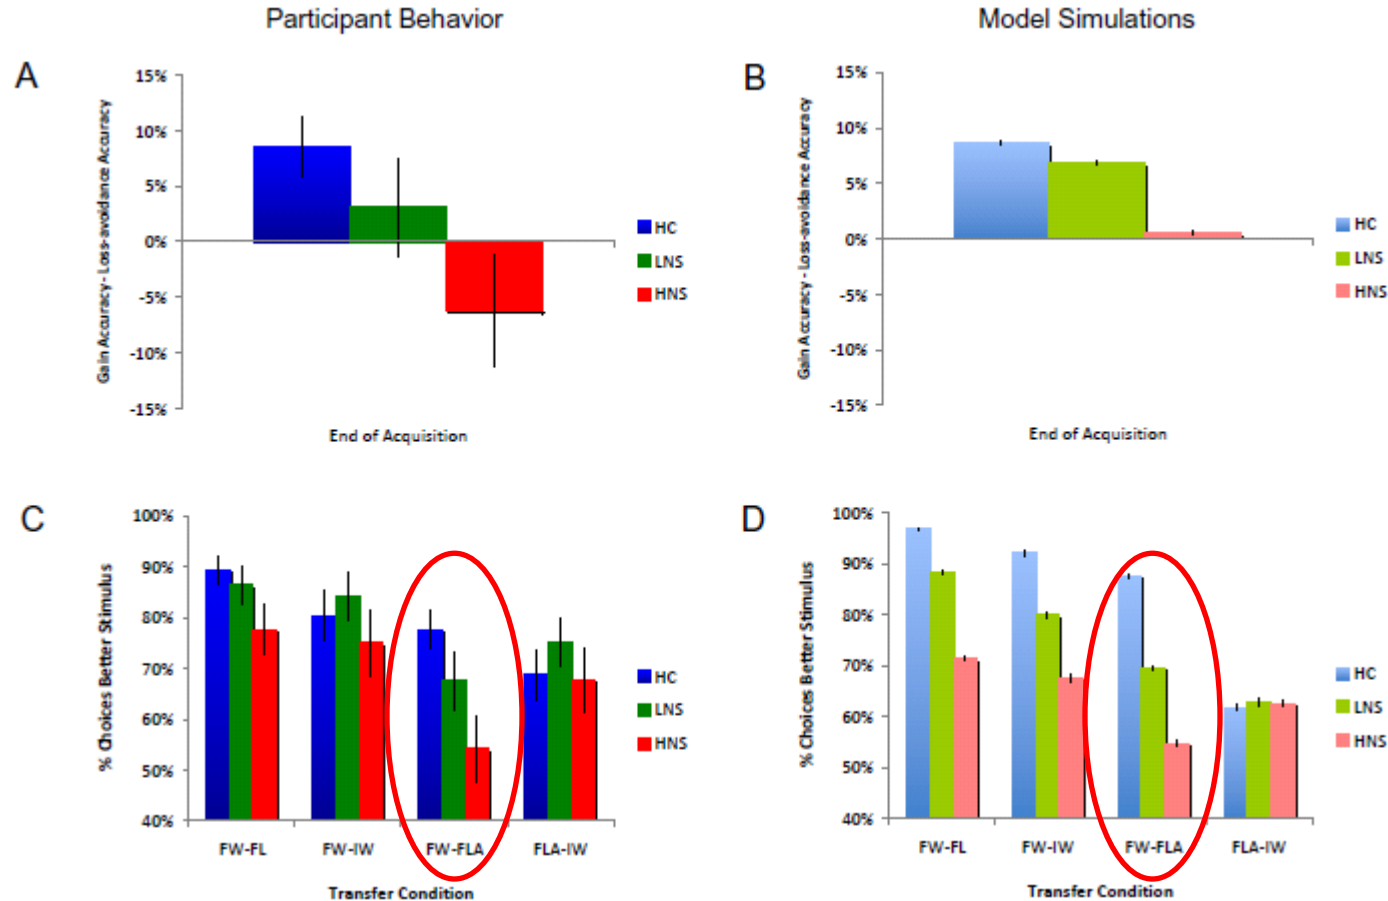 Participant Behavior
Model Simulations
A
Gain Accuracy - Loss-avoidance Accuracy
15%
10%
5%
0%
-5%
-10%
-15%
End of Acquisition
HC
LNS
HNS
B
Gain Accuracy - Loss-avoidance Accuracy
15%
10%
5%
0%
-5%
-10%
-15%
End of Acquisition
HC
LNS
HNS
C
% Choices Better Stimulus
100%
90%
80%
70%
60%
50%
40%
FW-FL
FW-IW
FW-FLA
FLA-IW
Transfer Condition
HC
LNS
HNS
D
% Choices Better Stimulus
100%
90%
80%
70%
60%
50%
40%
FW-FL
FW-IW
FW-FLA
FLA-IW
Transfer Condition
HC
LNS
HNS